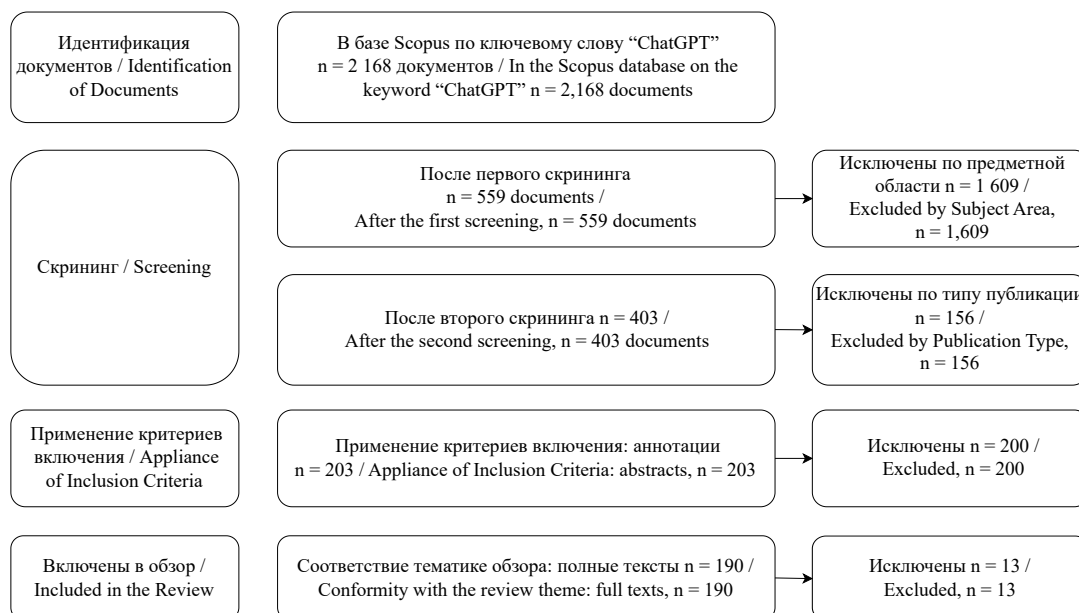 Идентификация
документов / Identification
of Documents
В базе Scopus по ключевому слову “ChatGPT”
n = 2 168 документов / In the Scopus database on the
keyword “ChatGPT” n = 2,168 documents
Скрининг / Screening
После первого скрининга
n = 559 documents /
After the first screening, n = 559 documents
Исключены по предметной
области n = 1 609 /
Excluded by Subject Area,
n = 1,609
После второго скрининга n = 403 /
After the second screening, n = 403 documents
Исключены по типу публикации
n = 156 /
Excluded by Publication Type,
n = 156
Применение критериев
включения / Appliance
of Inclusion Criteria
Применение критериев включения: аннотации
n = 203 / Appliance of Inclusion Criteria: abstracts, n = 203
Исключены n = 200 /
Excluded, n = 200
Включены в обзор /
Included in the Review
Соответствие тематике обзора: полные тексты n = 190 /
Conformity with the review theme: full texts, n = 190
Исключены n = 13 /
Excluded, n = 13